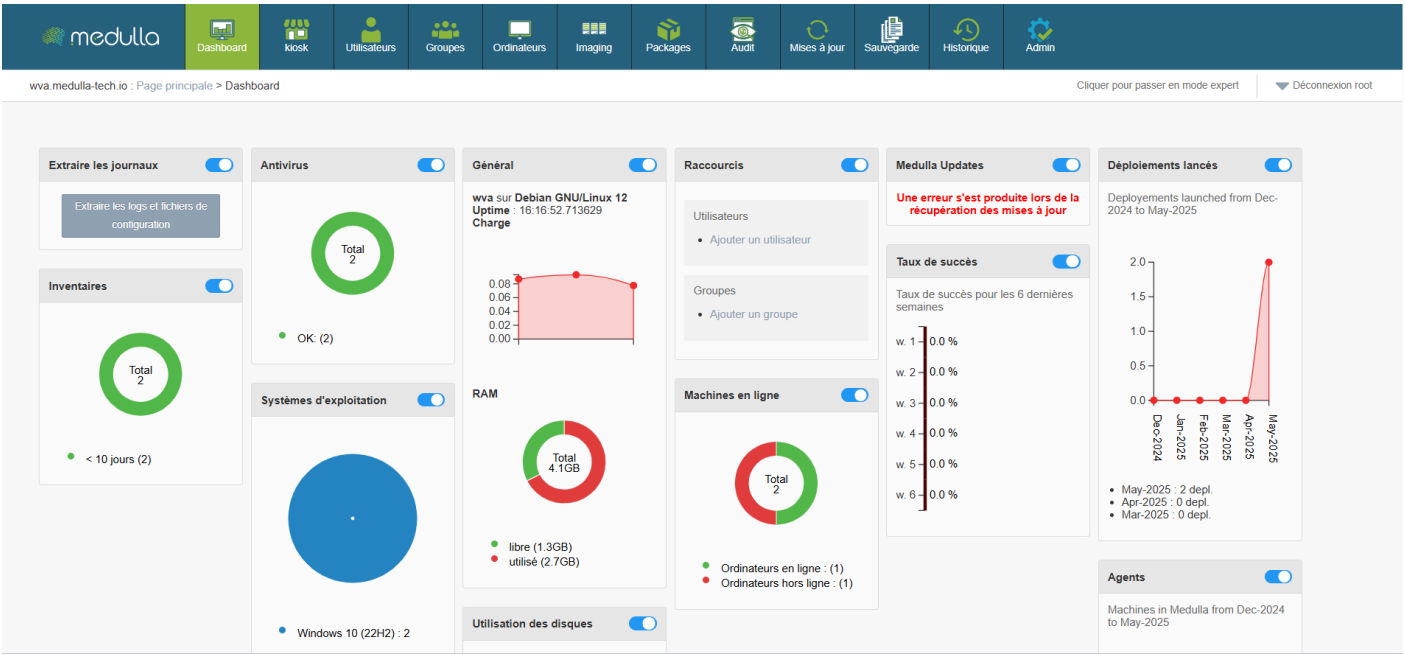 medulla
Dashboard
kiosk
Utilisateurs
Groupes
Ordinateurs
Imaging
Packages
Audit
Mises à jour
Sauvegarde
Historique
Admin
wva.medulla-tech.io : Page principale > Dashboard
Cliquer pour passer en mode expert
Déconnexion root
Extraire les journaux
Extraire les logs et fichiers de
configuration
Inventaires
Total
2
< 10 jours (2)
Antivirus
Total
2
OK: (2)
Systèmes d'exploitation
Windows 10 (22H2) : 2
Général
wva sur Debian GNU/Linux 12
Uptime : 16:16:52.713629
Charge
0.08
0.06
0.04
0.02
0.00
RAM
Total
4.1GB
libre (1.3GB)
utilisé (2.7GB)
Utilisation des disques
Raccourcis
Utilisateurs
• Ajouter un utilisateur
Groupes
• Ajouter un groupe
Machines en ligne
Total
2
Ordinateurs en ligne : (1)
Ordinateurs hors ligne : (1)
Medulla Updates
Une erreur s'est produite lors de la
récupération des mises à jour
Taux de succès
Taux de succès pour les 6 dernières
semaines
w. 1 0.0 %
w. 2 0.0 %
w. 3 0.0 %
w. 4 0.0 %
w. 5 0.0 %
w. 6 0.0 %
Déploiements lancés
Deployements launched from Dec-
2024 to May-2025
2.0
1.5
1.0
0.5
0.0
Dec-2024
Jan-2025
Feb-2025
Mar-2025
Apr-2025
May-2025
• May-2025 : 2 depl.
• Apr-2025 : 0 depl.
• Mar-2025 : 0 depl.
Agents
Machines in Medulla from Dec-2024
to May-2025